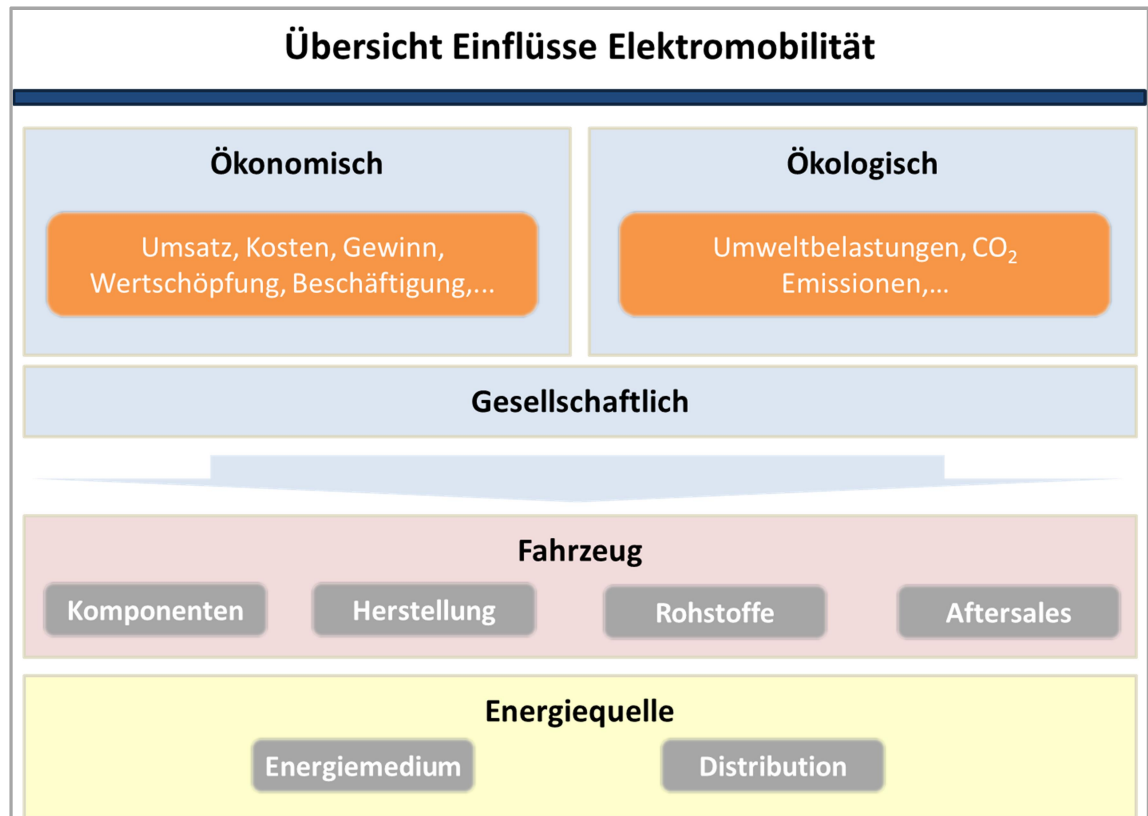 Übersicht Einflüsse Elektromobilität
Ökonomisch
Umsatz, Kosten, Gewinn,
Wertschöpfung, Beschäftigung,...
Ökologisch
Umweltbelastungen, CO₂
Emissionen,...
Gesellschaftlich
Fahrzeug
Komponenten
Herstellung
Rohstoffe
Aftersales
Energiequelle
Energiemedium
Distribution